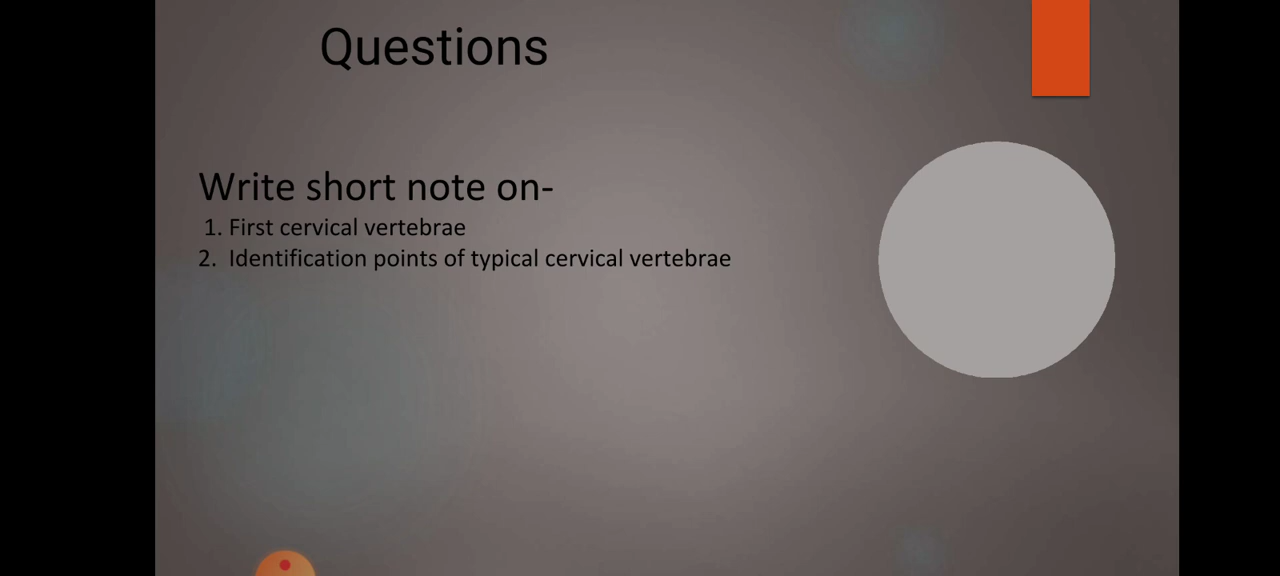 Questions
Write short note on-
1. First cervical vertebrae
2. Identification points of typical cervical vertebrae